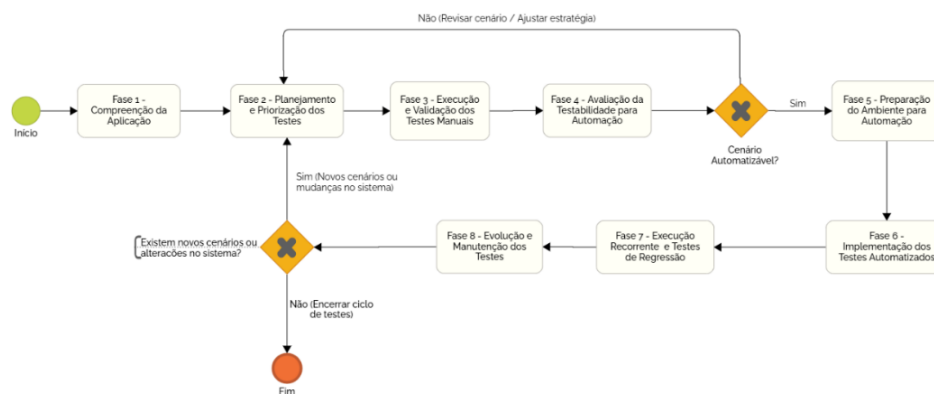 Não (Revisar cenário / Ajustar estratégia)
Início
Fase 1 -
Compreenção da
Aplicação
Fase 2 - Planejamento
e Priorização dos
Testes
Fase 3 - Execução
e Validação dos
Testes Manuais
Fase 4 - Avaliação da
Testabilidade para
Automação
Cenário
Automatizável?
Sim
Fase 5 - Preparação
do Ambiente para
Automação
Fase 6 -
Implementação dos
Testes Automatizados
Fase 7 - Execução
Recorrente e Testes
de Regressão
Fase 8 - Evolução e
Manutenção dos
Testes
Existem novos cenários ou
alterações no sistema?
Sim (Novos cenários ou
mudanças no sistema)
Não (Encerrar ciclo
de testes)
Fim